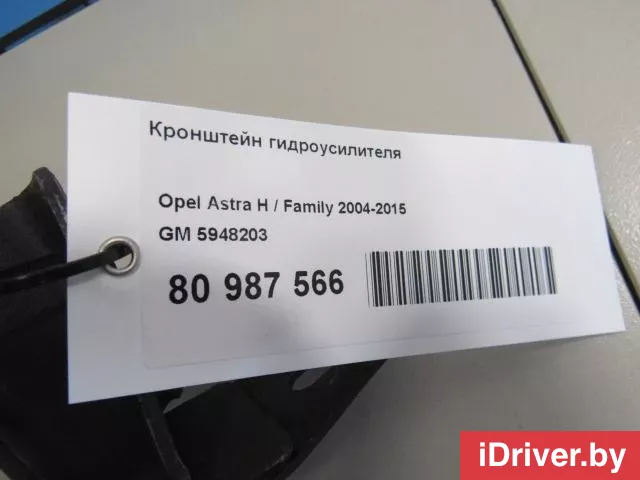 Кронштейн гидроусилителя
Opel Astra H / Family 2004-2015
GM 5948203
80 987 566
iDriver.by